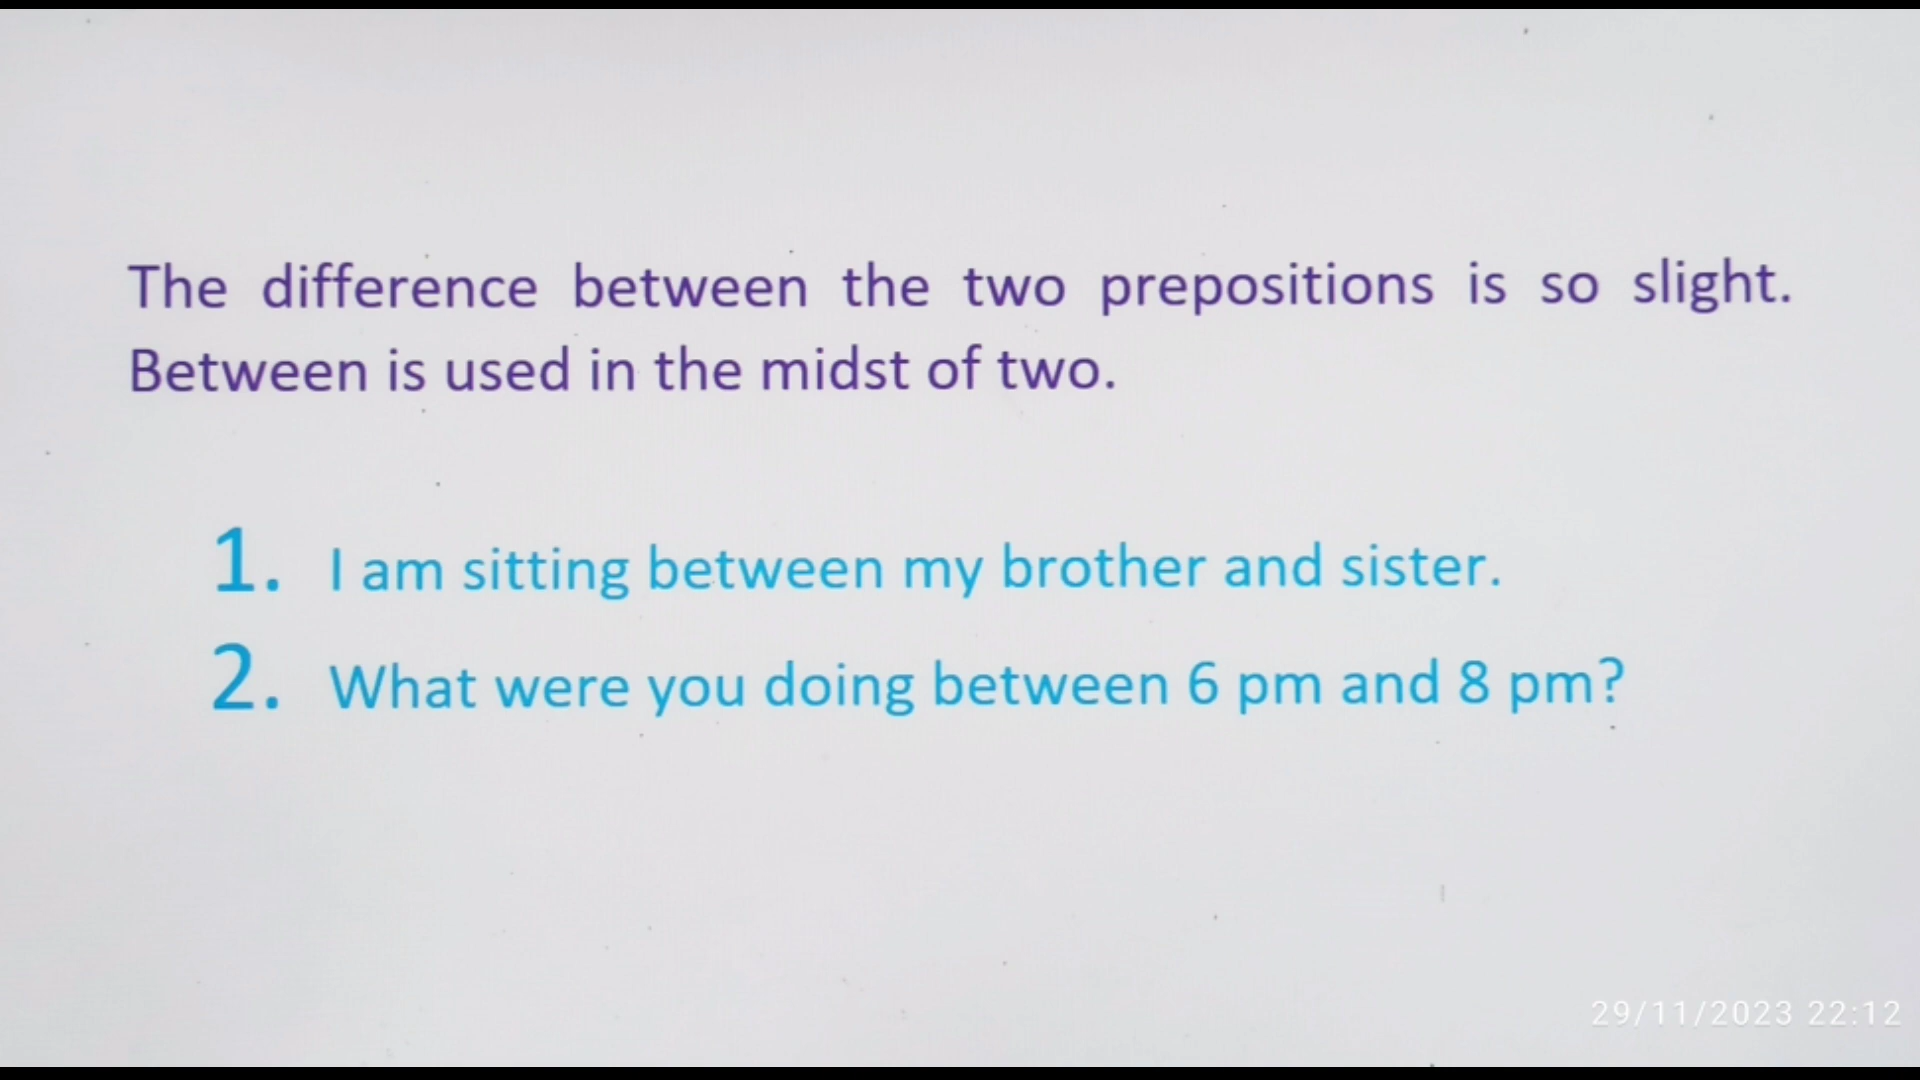 The difference between the two prepositions is so slight.
Between is used in the midst of two.
1. I am sitting between my brother and sister.
2. What were you doing between 6 pm and 8 pm?
29/11/2023 22:12